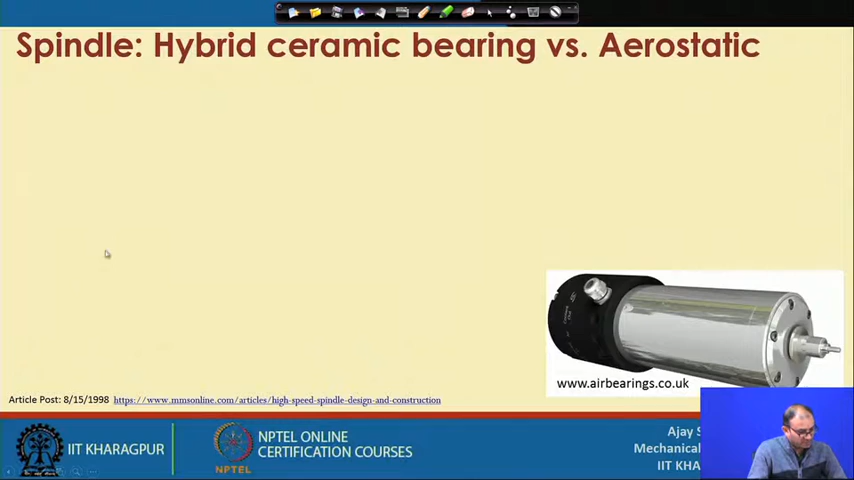 Spindle: Hybrid ceramic bearing vs. Aerostatic
www.airbearings.co.uk
Article Post: 8/15/1998 https://www.mmsonline.com/articles/high-speed-spindle-design-and-construction
IIT KHARAGPUR
NPTEL
NPTEL ONLINE
CERTIFICATION COURSES
Ajay S
Mechanical
IIT KHA